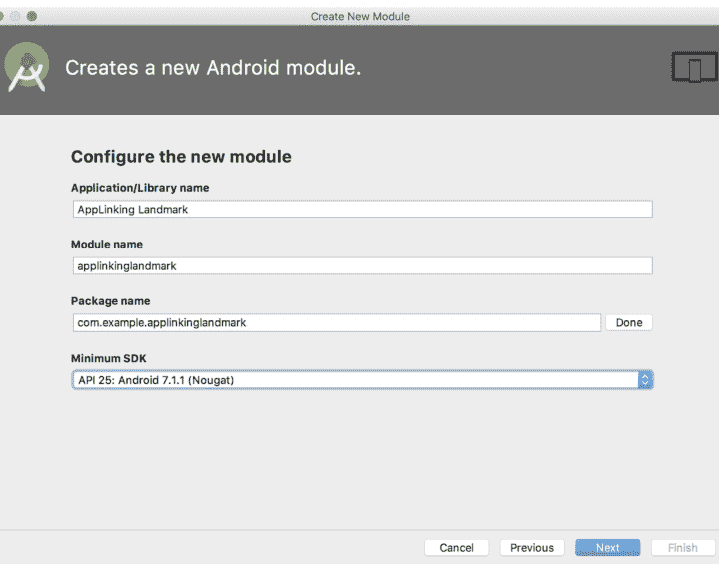 Create New Module
Creates a new Android module.
Configure the new module
Application/Library name
AppLinking Landmark
Module name
applinkinglandmark
Package name
com.example.applinkinglandmark
Done
Minimum SDK
API 25: Android 7.1.1 (Nougat)
Cancel Previous Next Finish